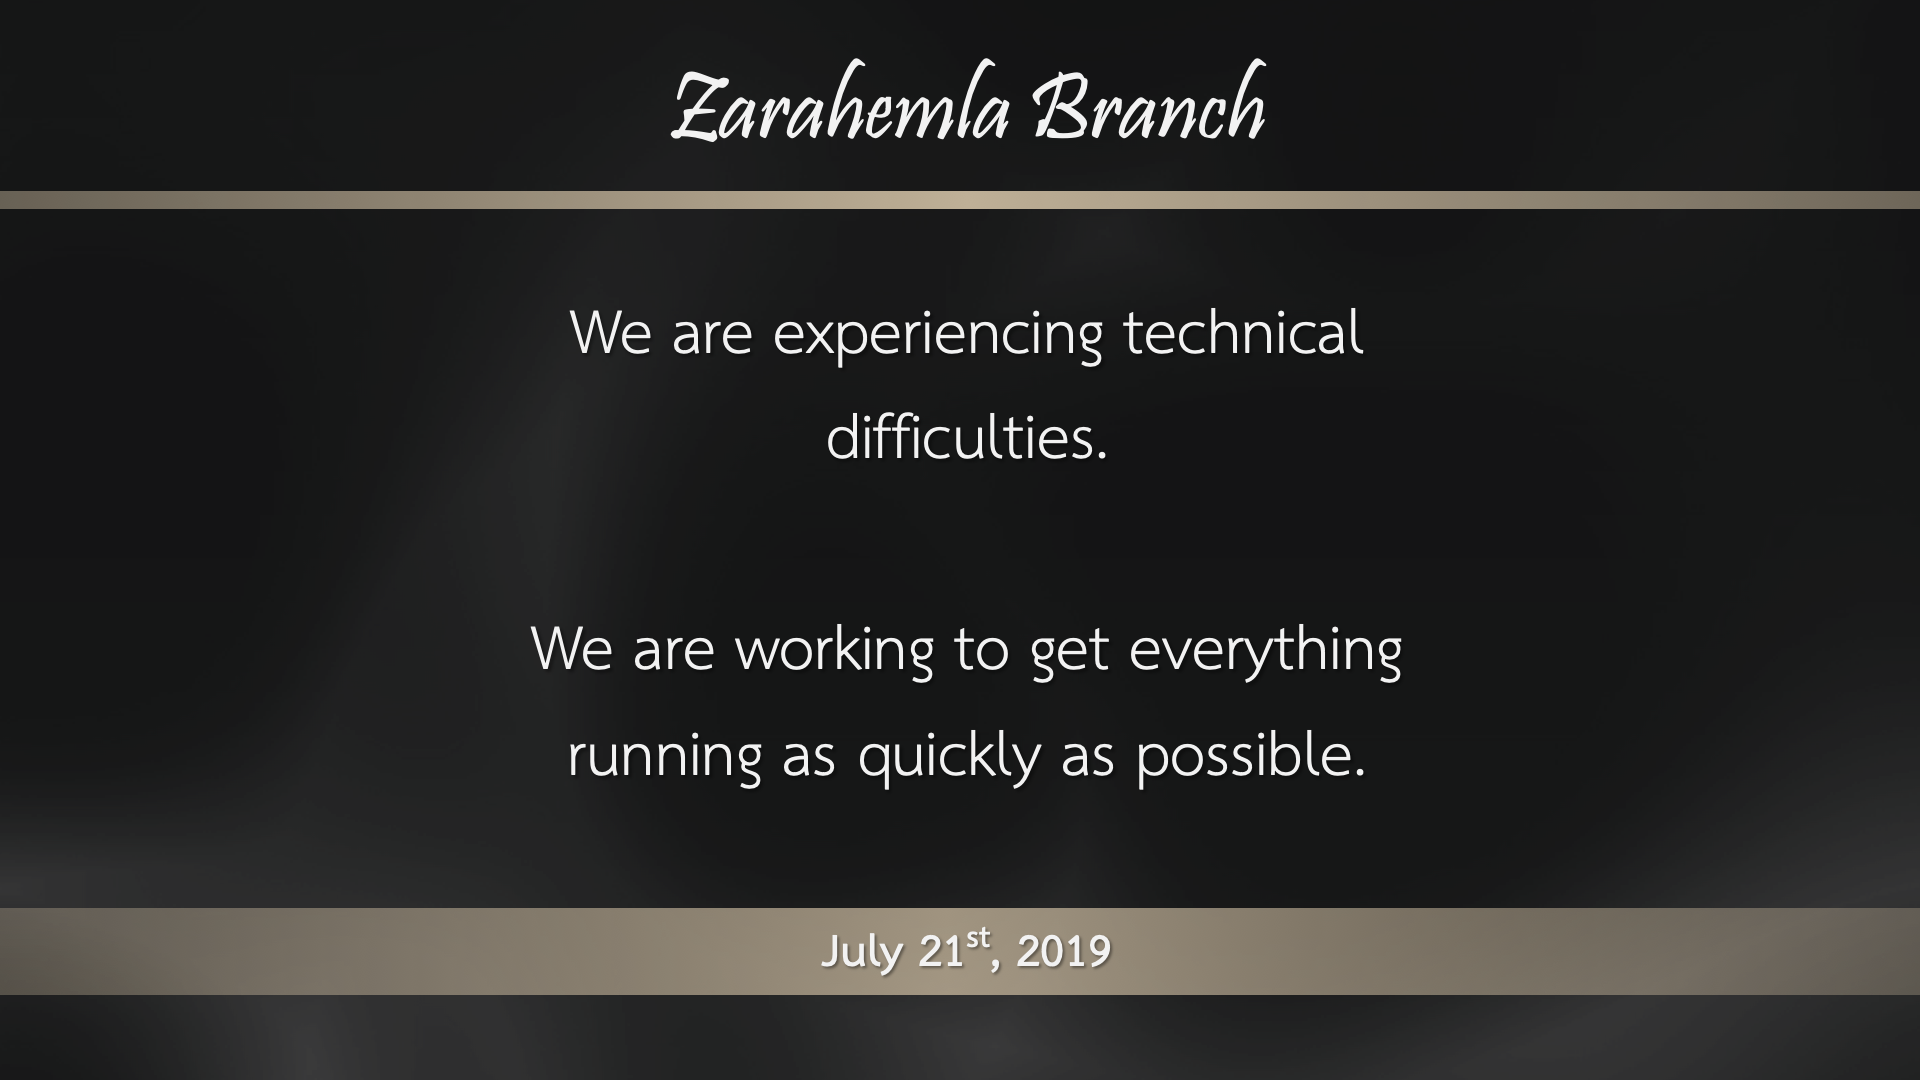 Zarahemla Branch
We are experiencing technical
difficulties.
We are working to get everything
running as quickly as possible.
July 21st, 2019